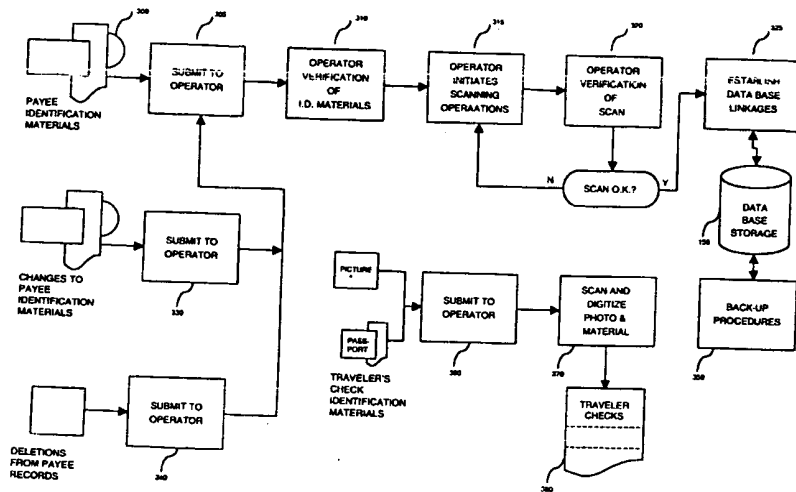 300
305
310
315
320
325
SUBMIT TO
OPERATOR
OPERATOR
VERIFICATION
OF
I.D. MATERIALS
OPERATOR
INITIATES
SCANNING
OPERAATIONS
OPERATOR
VERIFICATION
OF
SCAN
ESTABLISH
DATA BASE
LINKAGES
PAYEE
IDENTIFICATION
MATERIALS
N
SCAN O.K.?
Y
DATA
BASE
STORAGE
150
CHANGES TO
PAYEE
IDENTIFICATION
MATERIALS
SUBMIT TO
OPERATOR
330
PICTURE
PASS-
PORT
TRAVELER'S
CHECK
IDENTIFICATION
MATERIALS
SUBMIT TO
OPERATOR
360
SCAN AND
DIGITIZE
PHOTO &
MATERIAL
370
BACK-UP
PROCEDURES
350
TRAVELER
CHECKS
380
DELETIONS
FROM PAYEE
RECORDS
SUBMIT TO
OPERATOR
340